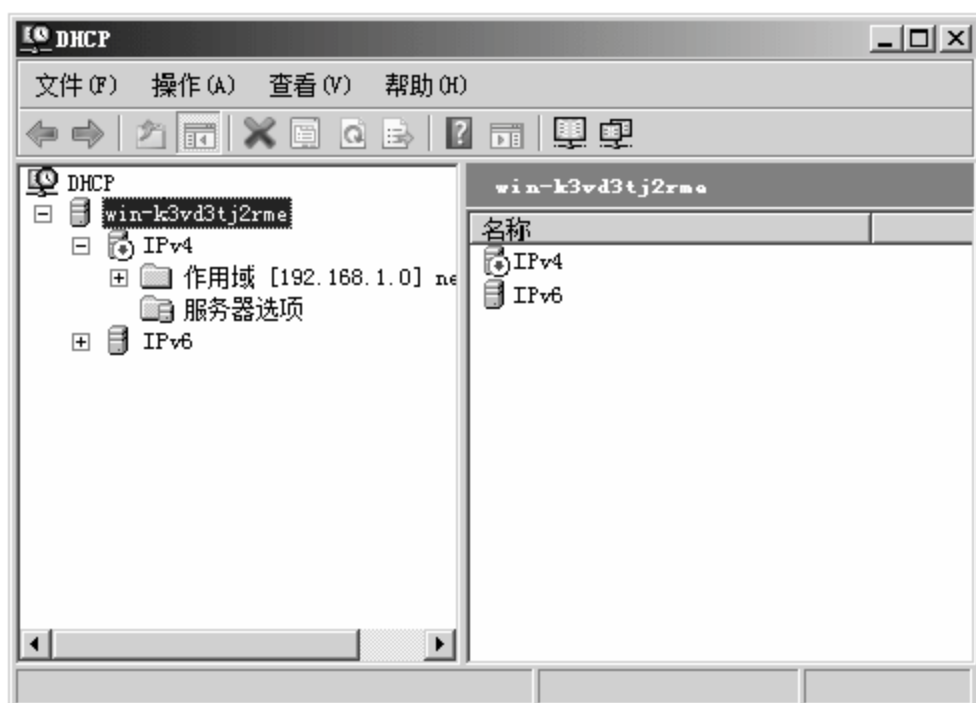 DHCP
文件(F) 操作(A) 查看(V) 帮助(H)
DHCP
win-k3vd3tj2rme
IPv4
作用域 [192.168.1.0] ne
服务器选项
IPv6
win-k3vd3tj2rme
名称
IPv4
IPv6